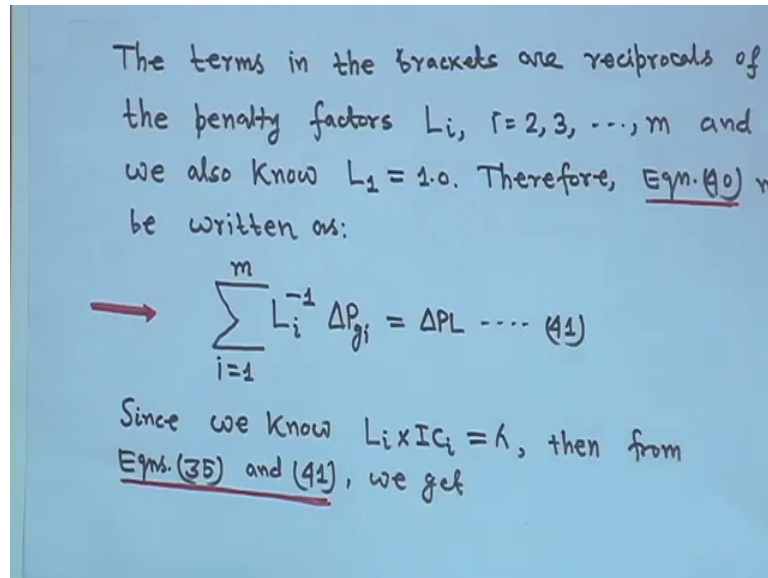 The terms in the brackets are reciprocals of
the penalty factors Li, i = 2, 3, ---, m and
we also know L1 = 1.0. Therefore, Eqn.(40)
be written as:
m
∑ Li^-1 ΔPgi = ΔPL ---- (41)
i=1
Since we know Li x ICi = λ, then from
Eqns.(35) and (41), we get